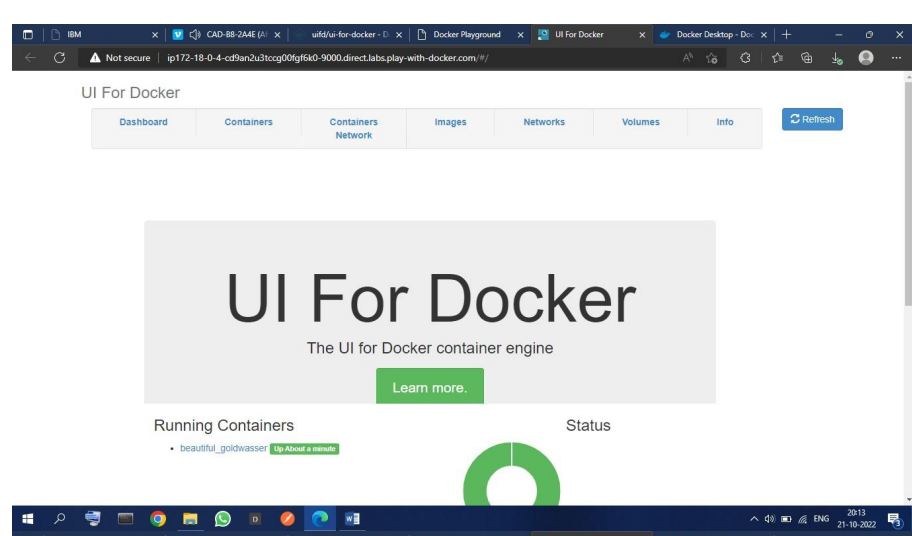 IBM
CAD-BB-2A4E (A
uifd/ui-for-docker - D
Docker Playground
UI For Docker
Docker Desktop - Doc
Not secure | ip172-18-0-4-cd9an2u3tccg00fgf6k0-9000.direct.labs.play-with-docker.com/#/
UI For Docker
Dashboard
Containers
Containers
Network
Images
Networks
Volumes
Info
Refresh
UI For Docker
The UI for Docker container engine
Learn more.
Running Containers
Status
• beautiful_goldwasser Up About a minute
ENG
20:13
21-10-2022